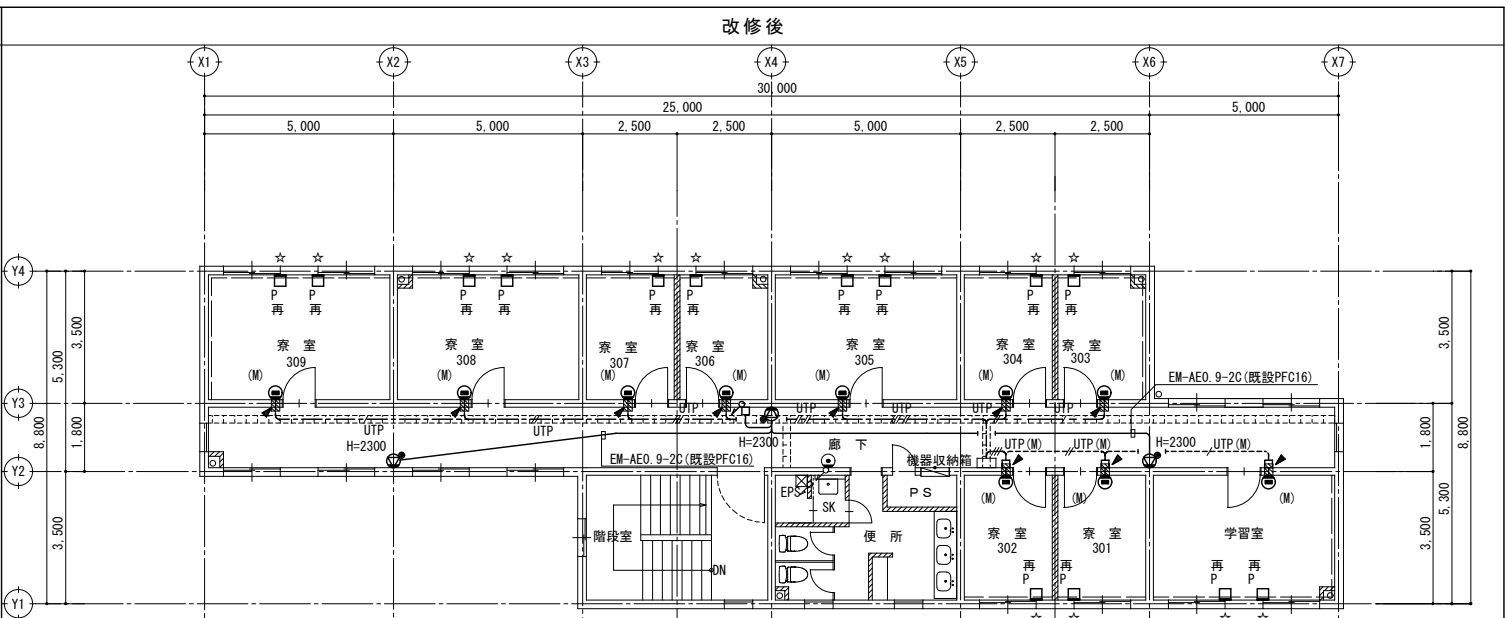 改修後
X1 X2 X3 X4 X5 X6 X7
30,000
25,000 5,000
5,000 5,000 2,500 2,500 5,000 2,500 2,500
☆ ☆ ☆ ☆ ☆ ☆ ☆ ☆ ☆ ☆
Y4
P P P P P P P P P P
再 再 再 再 再 再 再 再 再 再
3,500
5,300
3,500
寮 室
309
寮 室
308
寮 室
307
寮 室
306
寮 室
305
寮 室
304
寮 室
303
(M) (M) (M) (M) (M) (M) (M)
EM-AE0.9-2C(既設PFC16)
Y3
UTP UTP UTP UTP UTP UTP UTP UTP
8,800
1,800
1,800
8,800
H=2300 H=2300 廊 下 H=2300
UTP(M) UTP(M) UTP(M)
EM-AE0.9-2C(既設PFC16)
機器収納箱
Y2
EPS SK PS
(M) (M) (M)
3,500
5,300
3,500
階段室
便 所
寮 室
302
寮 室
301
学習室
DN
再 再 再 再
P P P P
Y1
☆ ☆ ☆ ☆